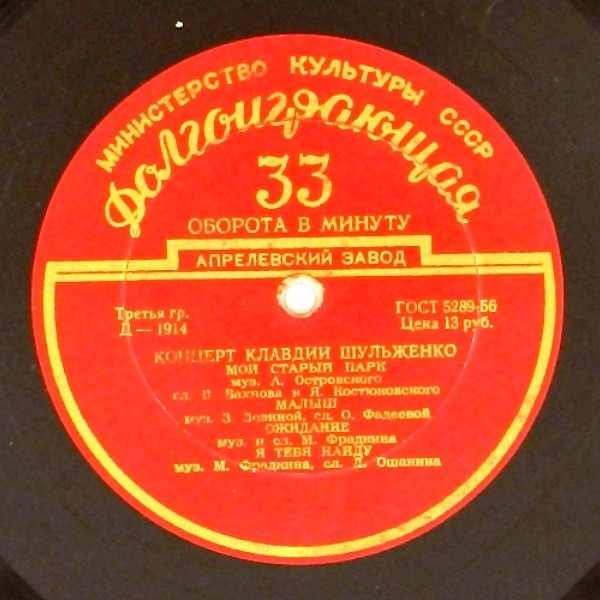 МИНИСТЕРСТВО КУЛЬТУРЫ СССР
Долгоиграющая
33
ОБОРОТА В МИНУТУ
АПРЕЛЕВСКИЙ ЗАВОД
Третья гр.
Д — 1914
ГОСТ 5289-56
Цена 13 руб.
КОНЦЕРТ КЛАВДИИ ШУЛЬЖЕНКО
МОЙ СТАРЫЙ ПАРК
муз. А. Островского
сл. В. Бахнова и Я. Костюковского
МАЛЫШ
муз. З. Левиной, сл. О. Фадеевой
ОЖИДАНИЕ
муз. и сл. М. Фрадкина
Я ТЕБЯ НАЙДУ
муз. М. Фрадкина, сл. Л. Ошанина